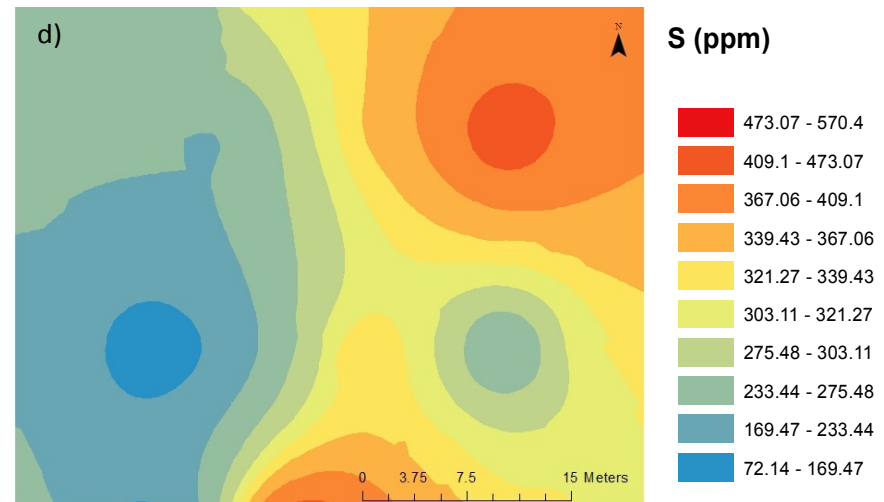 d)
N
S (ppm)
473.07 - 570.4
409.1 - 473.07
367.06 - 409.1
339.43 - 367.06
321.27 - 339.43
303.11 - 321.27
275.48 - 303.11
233.44 - 275.48
169.47 - 233.44
72.14 - 169.47
0 3.75 7.5 15 Meters